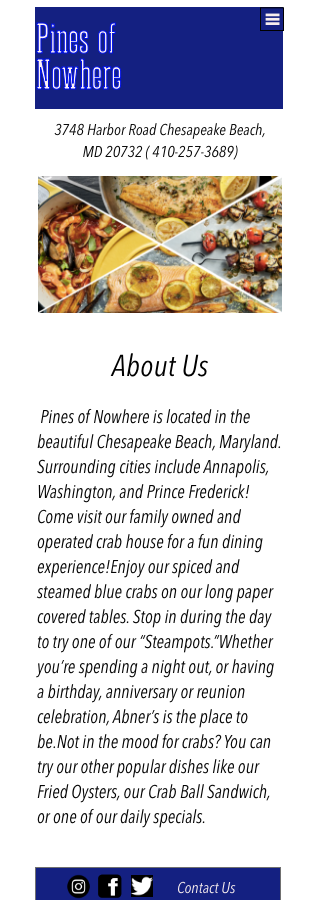 Pines of
Nowhere
3748 Harbor Road Chesapeake Beach,
MD 20732 ( 410-257-3689)
About Us
Pines of Nowhere is located in the
beautiful Chesapeake Beach, Maryland.
Surrounding cities include Annapolis,
Washington, and Prince Frederick!
Come visit our family owned and
operated crab house for a fun dining
experience!Enjoy our spiced and
steamed blue crabs on our long paper
covered tables. Stop in during the day
to try one of our “Steampots.”Whether
you’re spending a night out, or having
a birthday, anniversary or reunion
celebration, Abner’s is the place to
be.Not in the mood for crabs? You can
try our other popular dishes like our
Fried Oysters, our Crab Ball Sandwich,
or one of our daily specials.
Contact Us